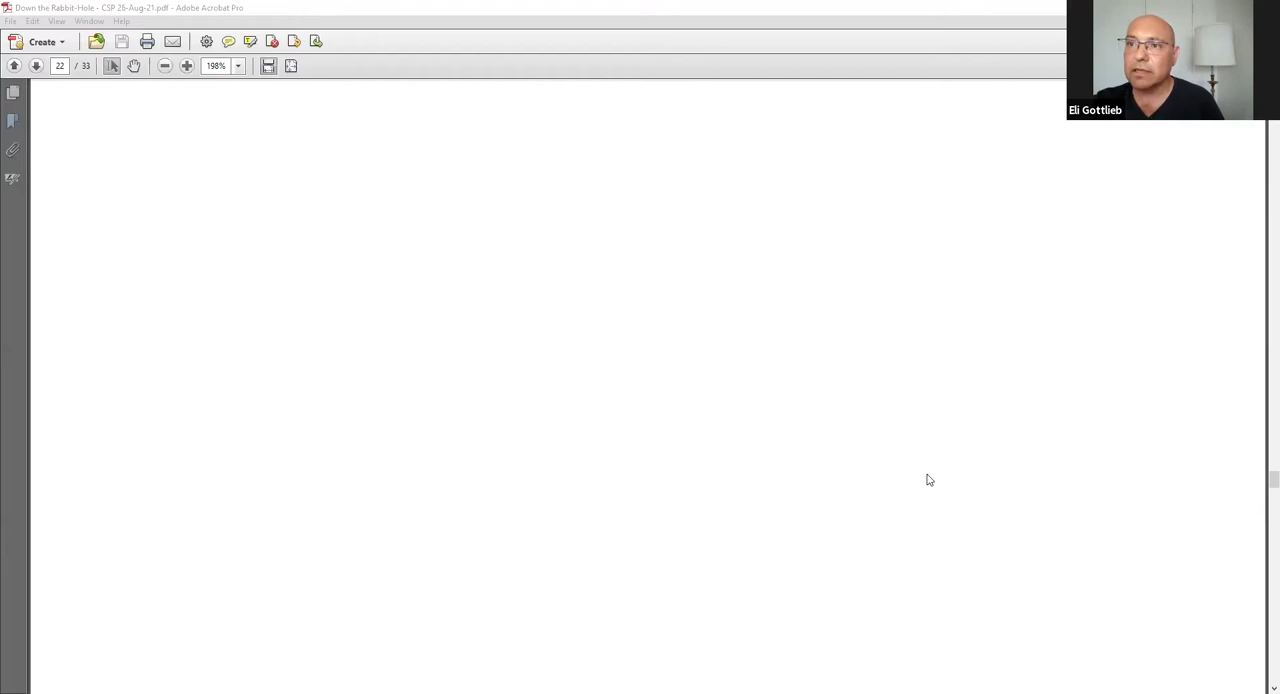 Down the Rabbit-Hole - CSP 26-Aug-21.pdf - Adobe Acrobat Pro
File Edit View Window Help
Create
22 / 33 198%
Eli Gottlieb